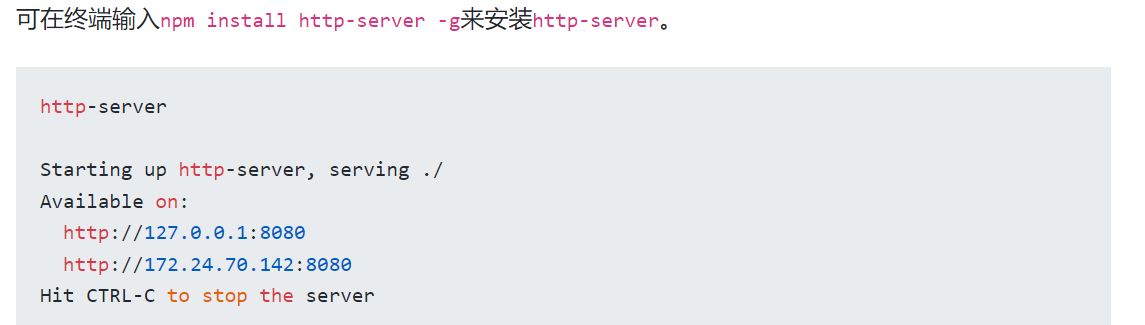 可在终端输入npm install http-server -g来安装http-server。
http-server
Starting up http-server, serving ./
Available on:
http://127.0.0.1:8080
http://172.24.70.142:8080
Hit CTRL-C to stop the server